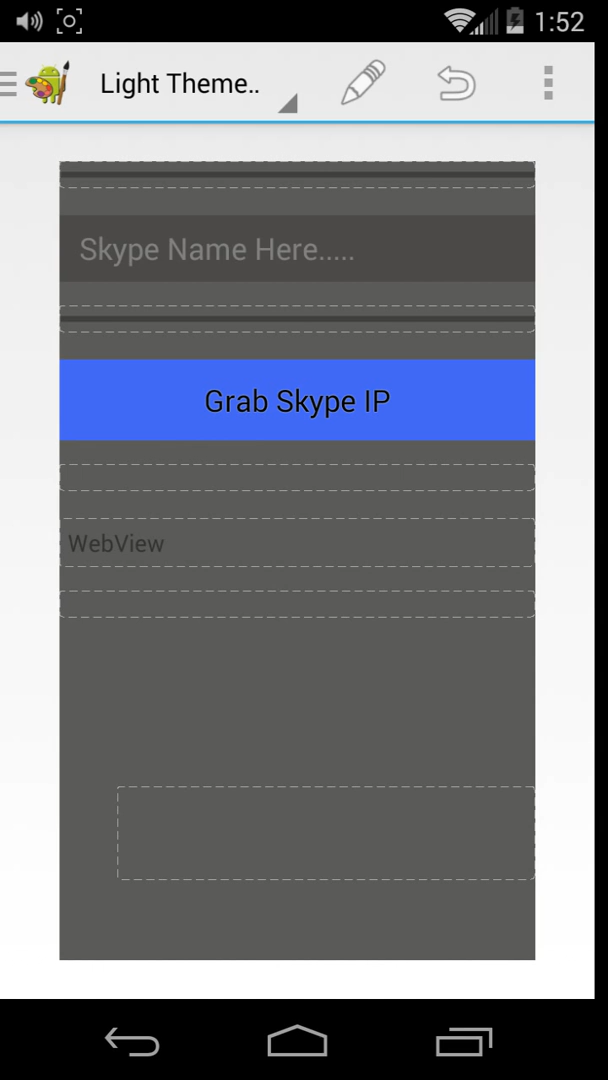 1:52
Light Theme..
Skype Name Here.....
Grab Skype IP
WebView